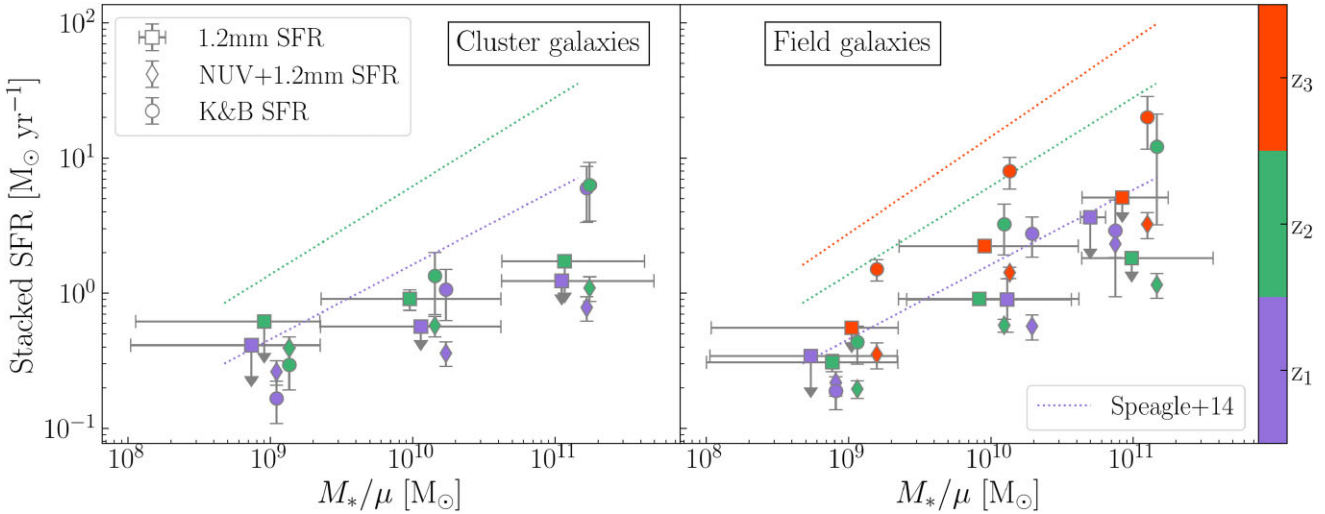 10² 10¹ 10⁰ 10⁻¹
Stacked SFR [M⊙ yr⁻¹]
1.2mm SFR
NUV+1.2mm SFR
K&B SFR
Cluster galaxies
10⁸ 10⁹ 10¹⁰ 10¹¹
M*/μ [M⊙]
Field galaxies
Speagle+14
10⁸ 10⁹ 10¹⁰ 10¹¹
M*/μ [M⊙]
z₃
z₂
z₁